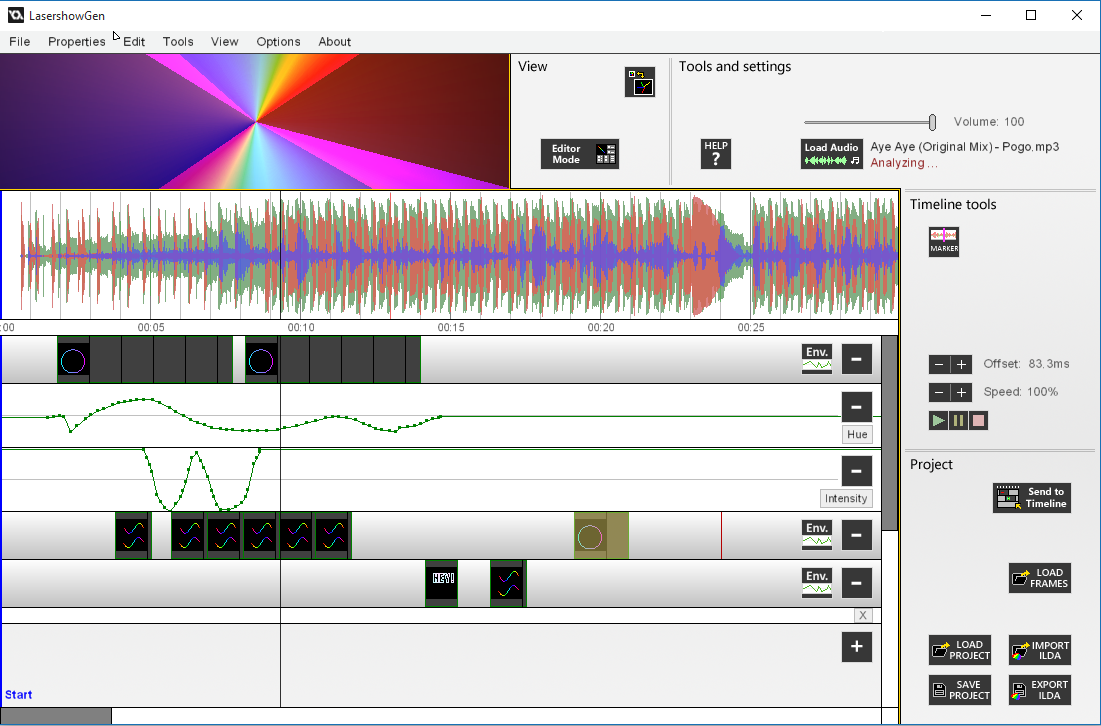 LasershowGen
File Properties Edit Tools View Options About
View
Tools and settings
Editor
Mode
HELP
?
Volume: 100
Load Audio
Aye Aye (Original Mix) - Pogo.mp3
Analyzing ...
Timeline tools
MARKER
:00 00:05 00:10 00:15 00:20 00:25
Env.
Offset: 83.3ms
Speed: 100%
Hue
Intensity
Env.
HEY!
Env.
X
Start
Project
Send to
Timeline
LOAD
FRAMES
LOAD
PROJECT
IMPORT
ILDA
SAVE
PROJECT
EXPORT
ILDA